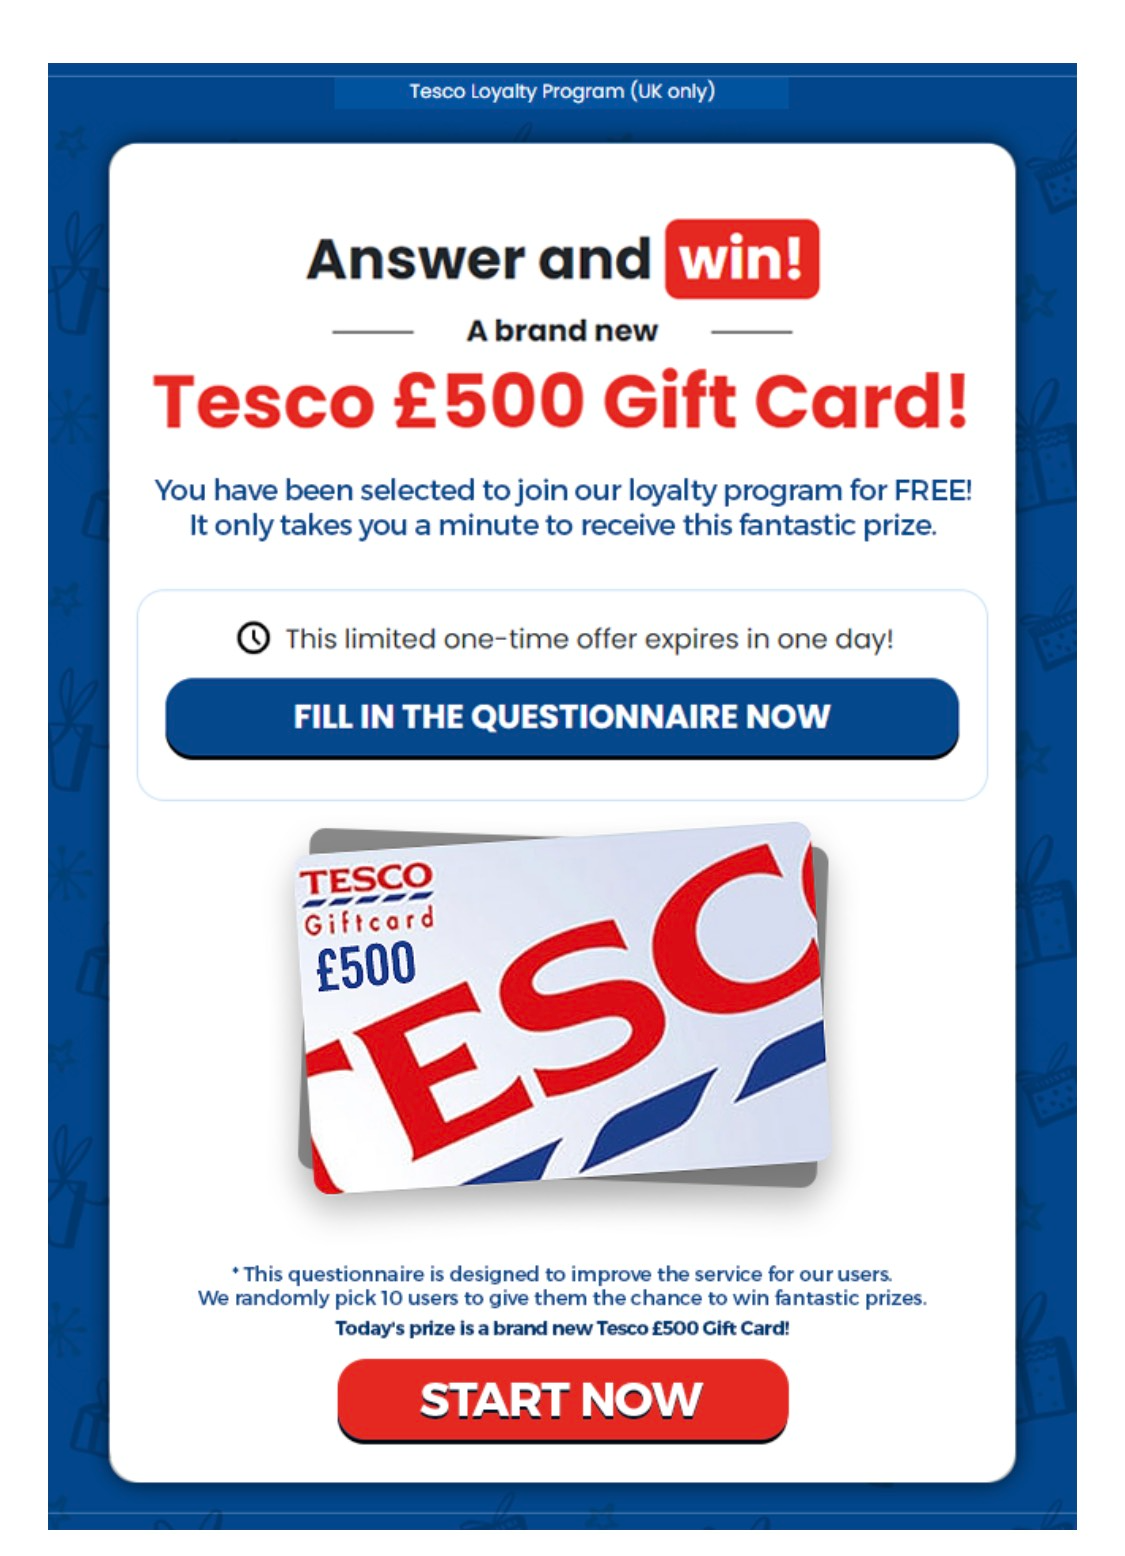 Tesco Loyalty Program (UK only)
Answer and win!
A brand new
Tesco £500 Gift Card!
You have been selected to join our loyalty program for FREE!
It only takes you a minute to receive this fantastic prize.
This limited one-time offer expires in one day!
FILL IN THE QUESTIONNAIRE NOW
TESCO
Giftcard
£500
TESCO
* This questionnaire is designed to improve the service for our users.
We randomly pick 10 users to give them the chance to win fantastic prizes.
Today's prize is a brand new Tesco £500 Gift Card!
START NOW